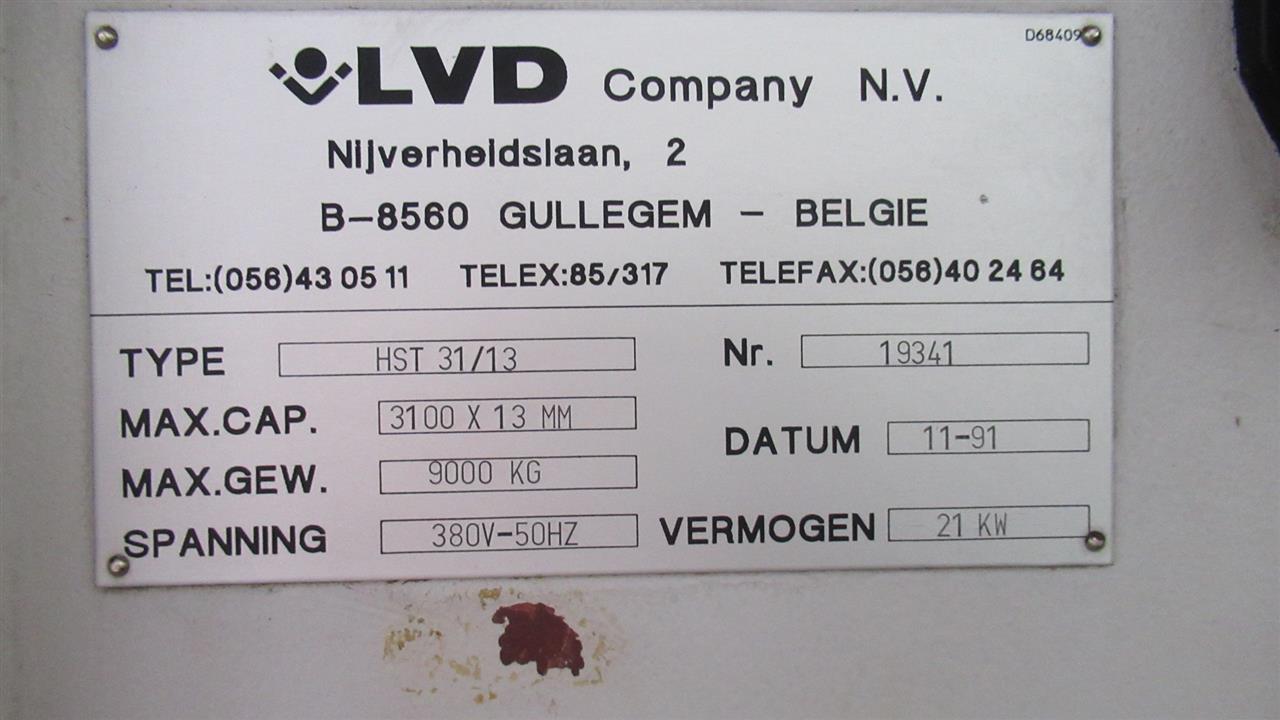 D68409
LVD Company N.V.
Nijverheidslaan, 2
B-8560 GULLEGEM - BELGIE
TEL:(056)43 05 11 TELEX:85/317 TELEFAX:(056)40 24 64
TYPE HST 31/13 Nr. 19341
MAX.CAP. 3100 X 13 MM
DATUM 11-91
MAX.GEW. 9000 KG
SPANNING 380V-50HZ VERMOGEN 21 KW